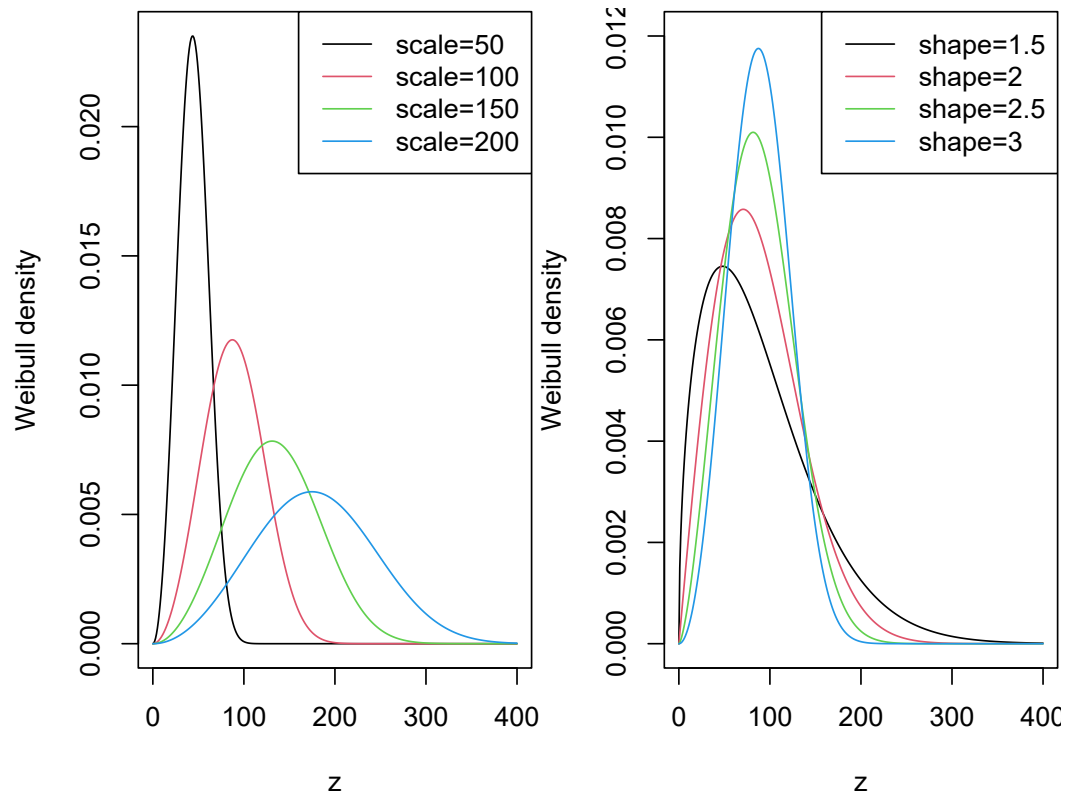 scale=50
scale=100
scale=150
scale=200
Weibull density
0.000
0.005
0.010
0.015
0.020
0 100 200 300 400
z
shape=1.5
shape=2
shape=2.5
shape=3
Weibull density
0.000
0.002
0.004
0.006
0.008
0.010
0.012
0 100 200 300 400
z